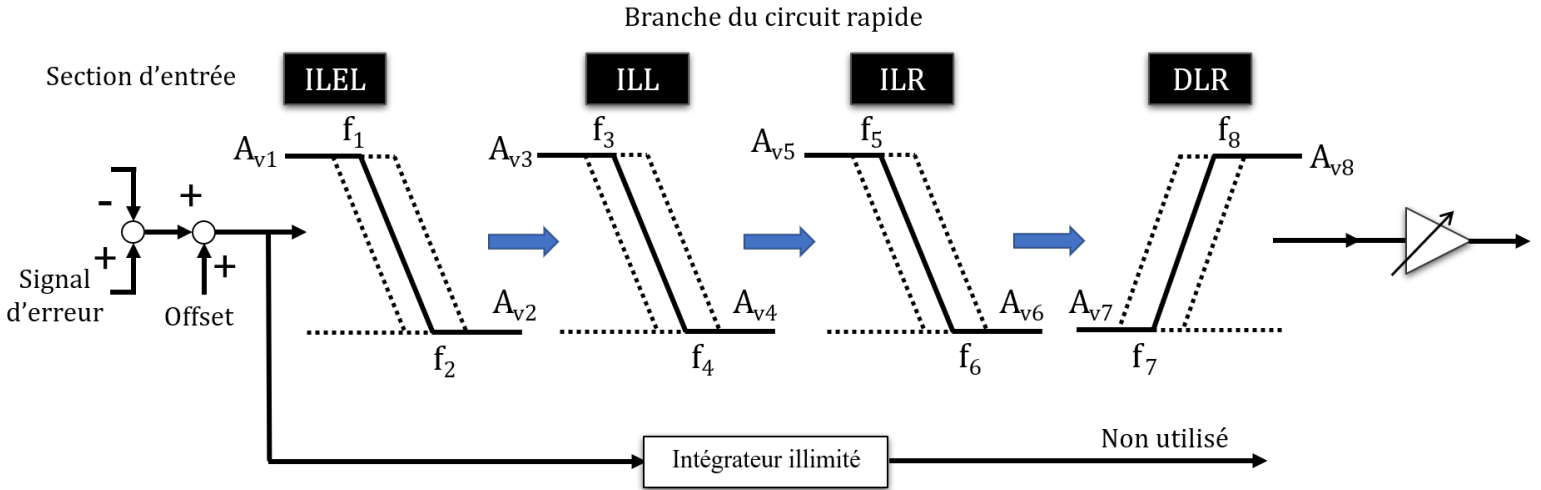 Branche du circuit rapide
Section d'entrée
ILEL
ILL
ILR
DLR
f1
f3
f5
f8
Av1
Av3
Av5
Av8
-
+
+
+
Signal
d'erreur
Offset
Av2
Av4
Av6
Av7
f2
f4
f6
f7
Intégrateur illimité
Non utilisé